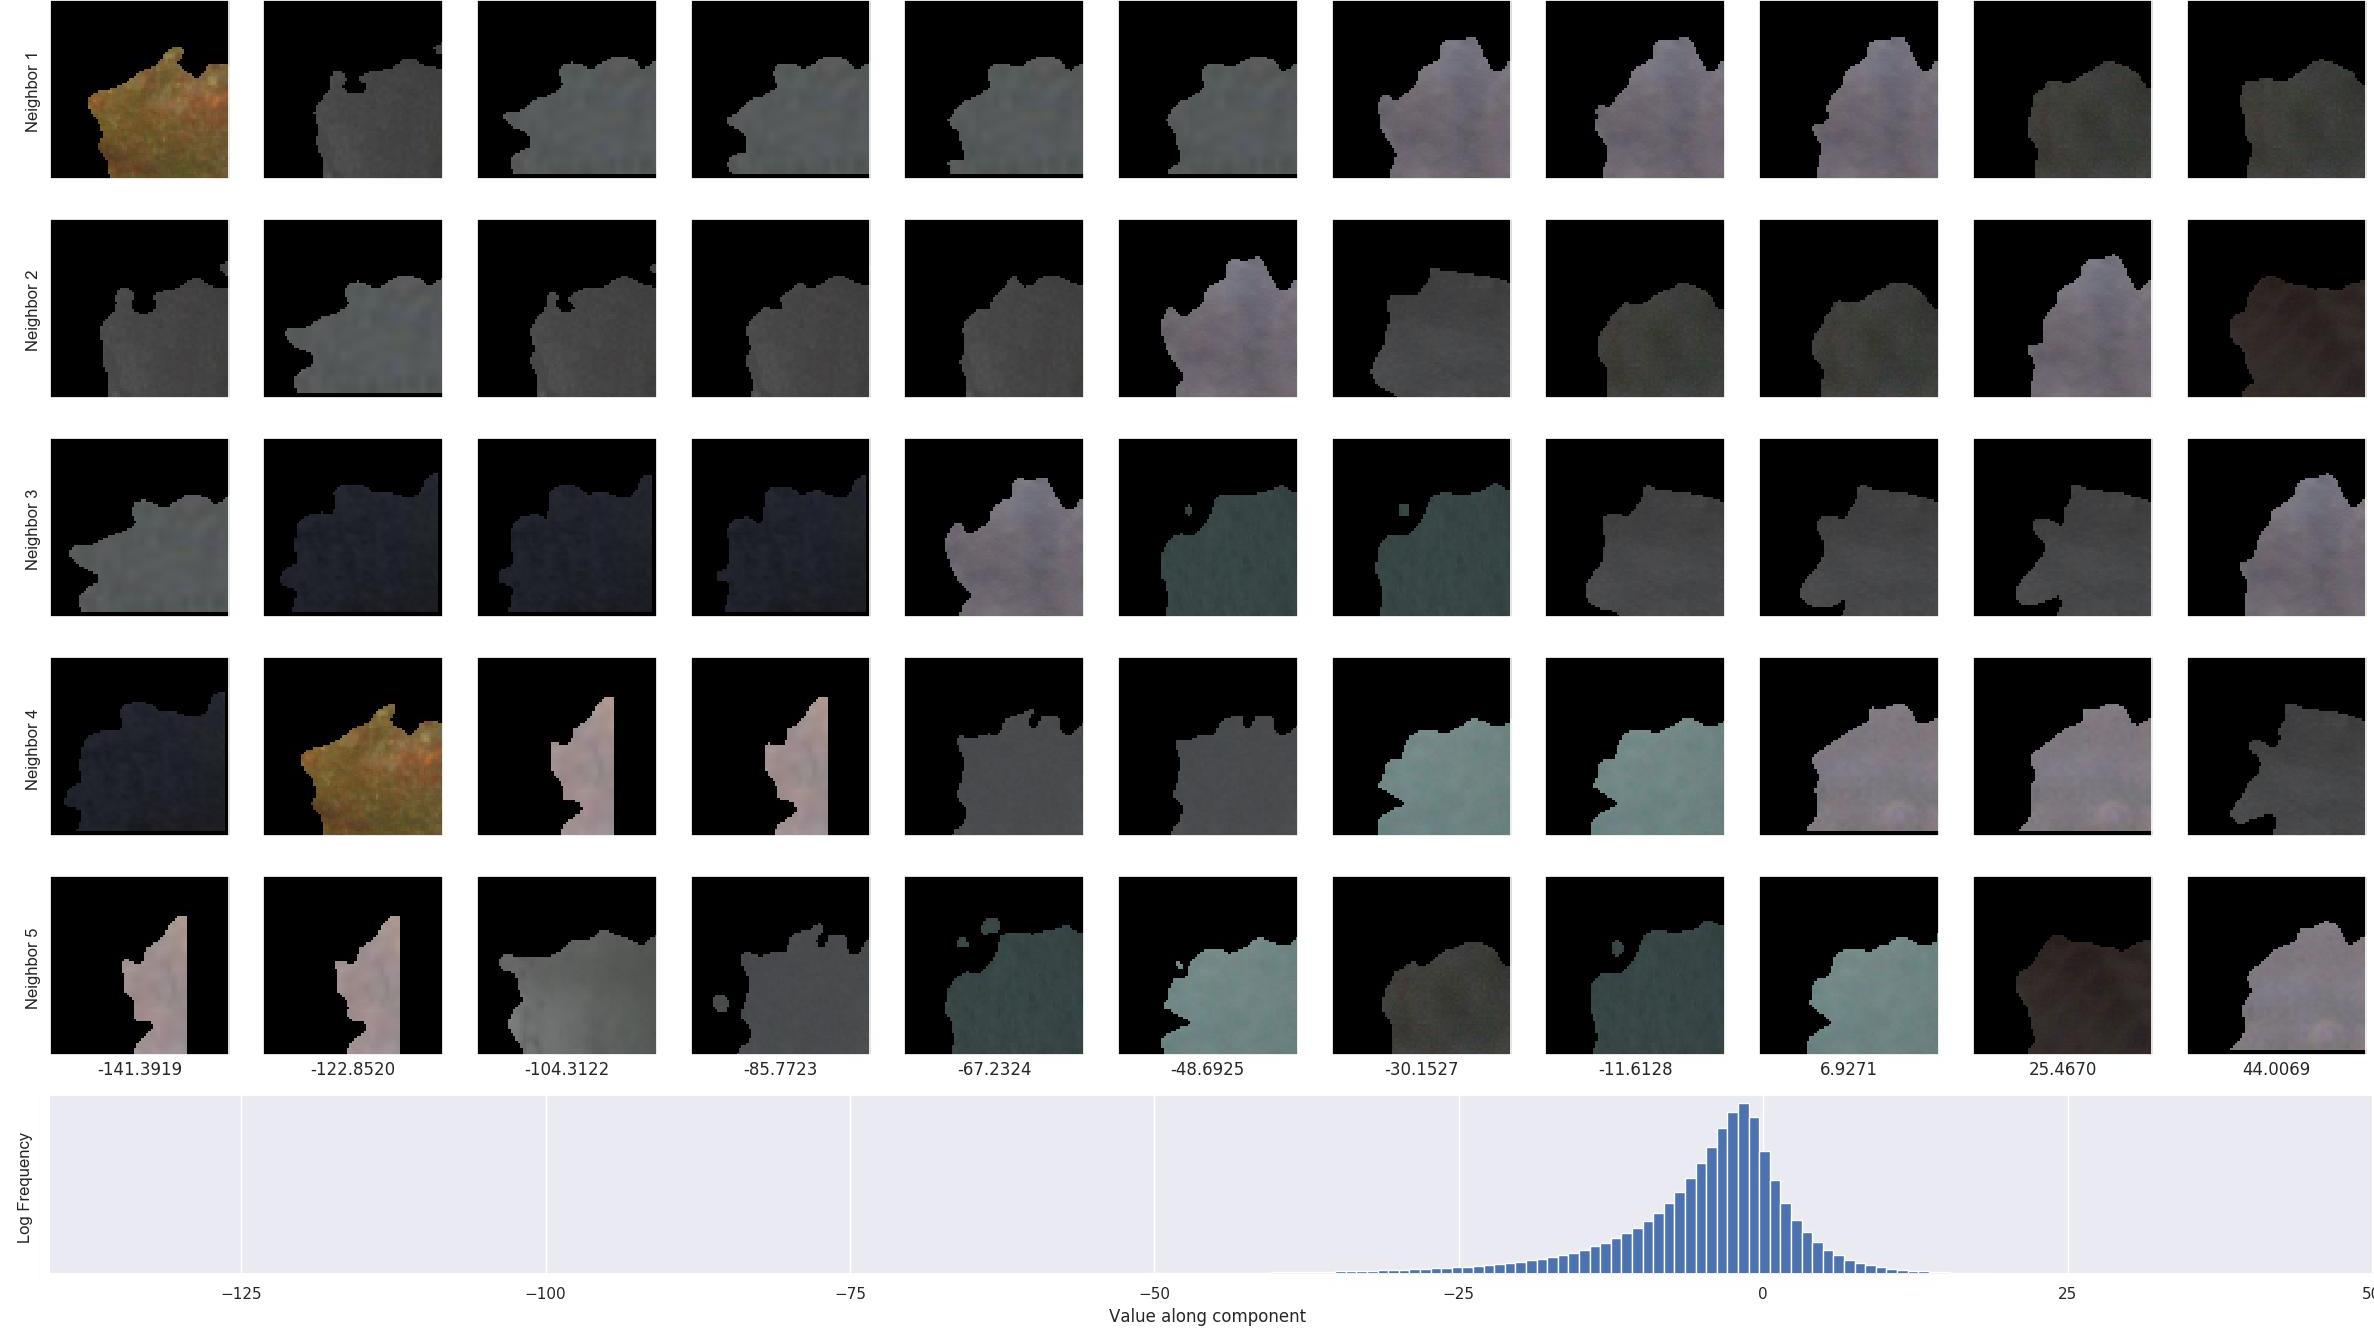 Neighbor 1
Neighbor 2
Neighbor 3
Neighbor 4
Neighbor 5
-141.3919 -122.8520 -104.3122 -85.7723 -67.2324 -48.6925 -30.1527 -11.6128 6.9271 25.4670 44.0069
Log Frequency
−125 −100 −75 −50 −25 0 25 50
Value along component